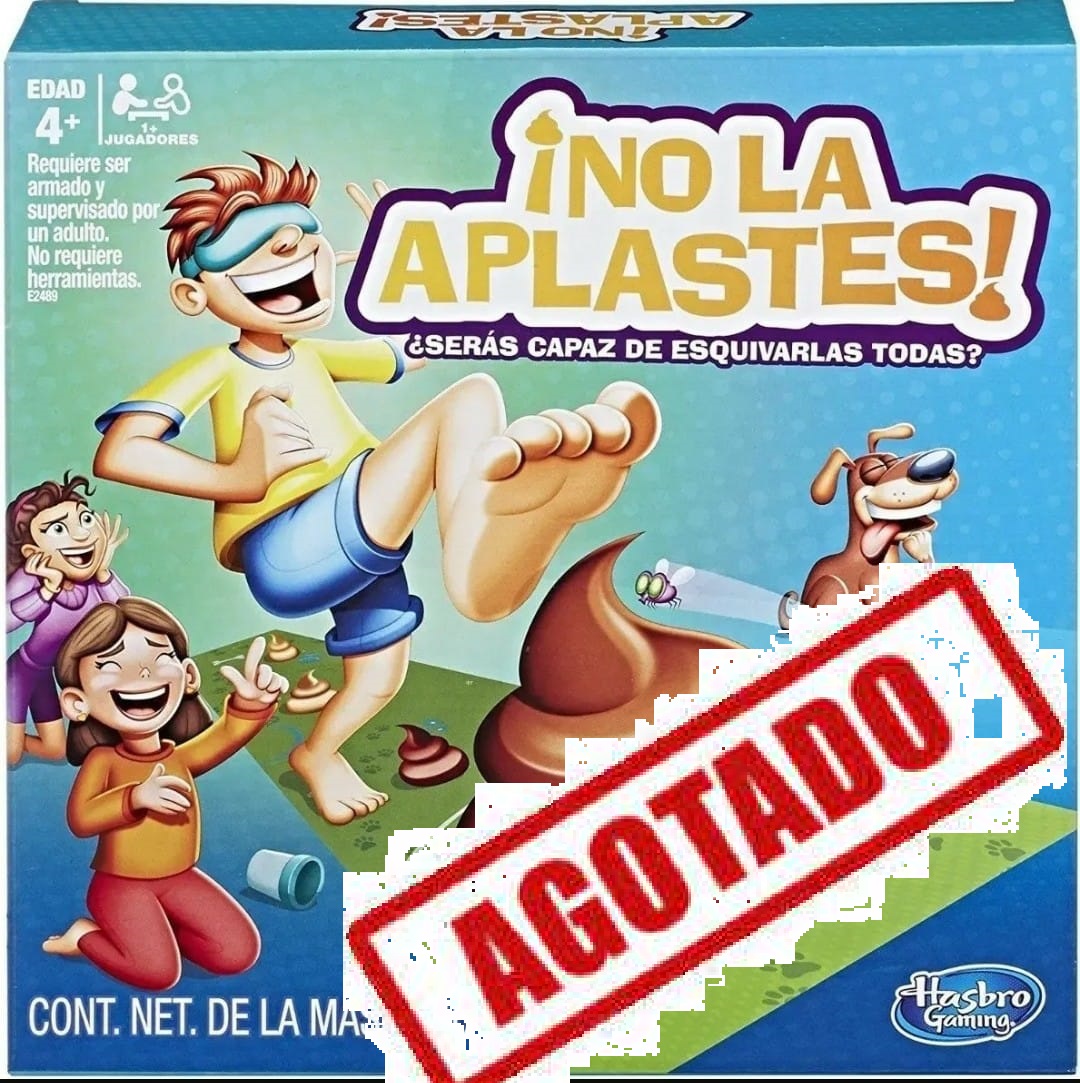 ¡NO LA APLASTES!
EDAD
4+
1+
JUGADORES
Requiere ser
armado y
supervisado por
un adulto.
No requiere
herramientas.
E2489
¡NO LA
APLASTES!
¿SERÁS CAPAZ DE ESQUIVARLAS TODAS?
AGOTADO
CONT. NET. DE LA
Hasbro
Gaming.